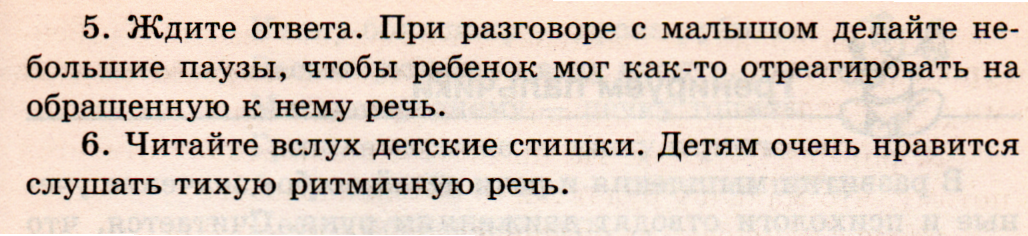 5. Ждите ответа. При разговоре с малышом делайте не-
большие паузы, чтобы ребенок мог как-то отреагировать на
обращенную к нему речь.
6. Читайте вслух детские стишки. Детям очень нравится
слушать тихую ритмичную речь.